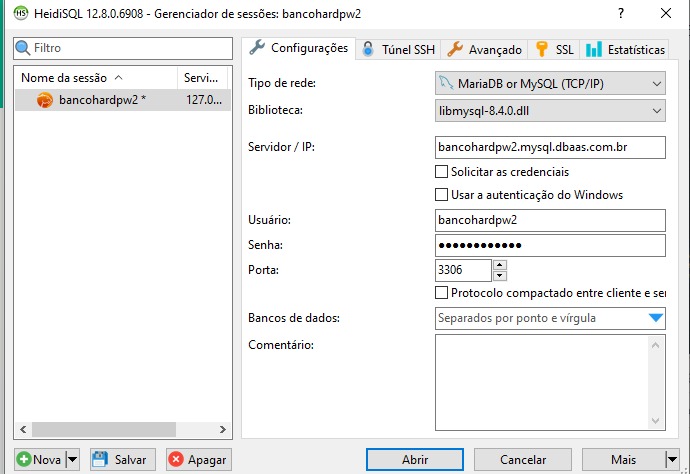 HeidiSQL 12.8.0.6908 - Gerenciador de sessões: bancohardpw2
Filtro
Nome da sessão Servi...
bancohardpw2 * 127.0...
Configurações Túnel SSH Avançado SSL Estatísticas
Tipo de rede: MariaDB or MySQL (TCP/IP)
Biblioteca: libmysql-8.4.0.dll
Servidor / IP: bancohardpw2.mysql.dbaas.com.br
Solicitar as credenciais
Usar a autenticação do Windows
Usuário: bancohardpw2
Senha: ●●●●●●●●●●●●
Porta: 3306
Protocolo compactado entre cliente e ser
Bancos de dados: Separados por ponto e vírgula
Comentário:
Nova Salvar Apagar Abrir Cancelar Mais